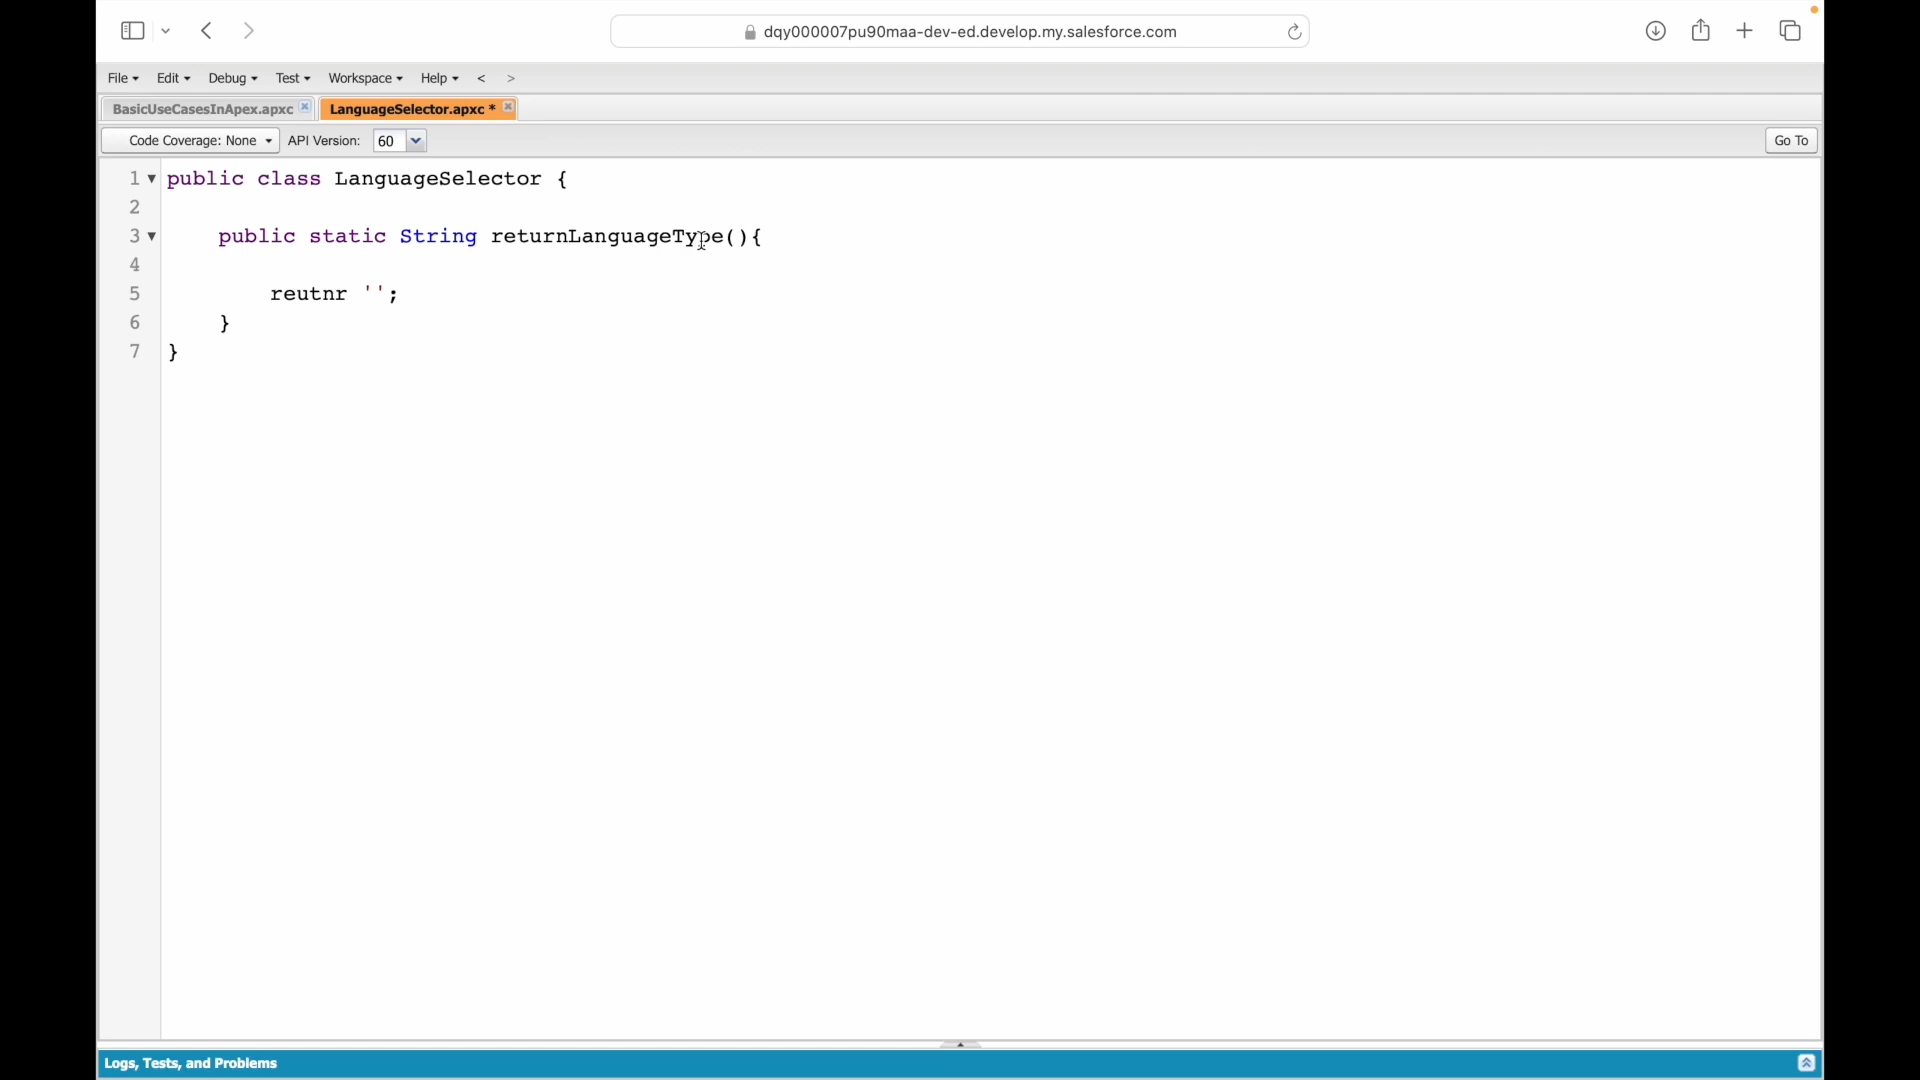 dqy000007pu90maa-dev-ed.develop.my.salesforce.com
File Edit Debug Test Workspace Help < >
BasicUseCasesInApex.apxc LanguageSelector.apxc *
Code Coverage: None API Version: 60 Go To
1 public class LanguageSelector {
2
3 public static String returnLanguageType(){
4
5 reutnr '';
6 }
7 }
Logs, Tests, and Problems